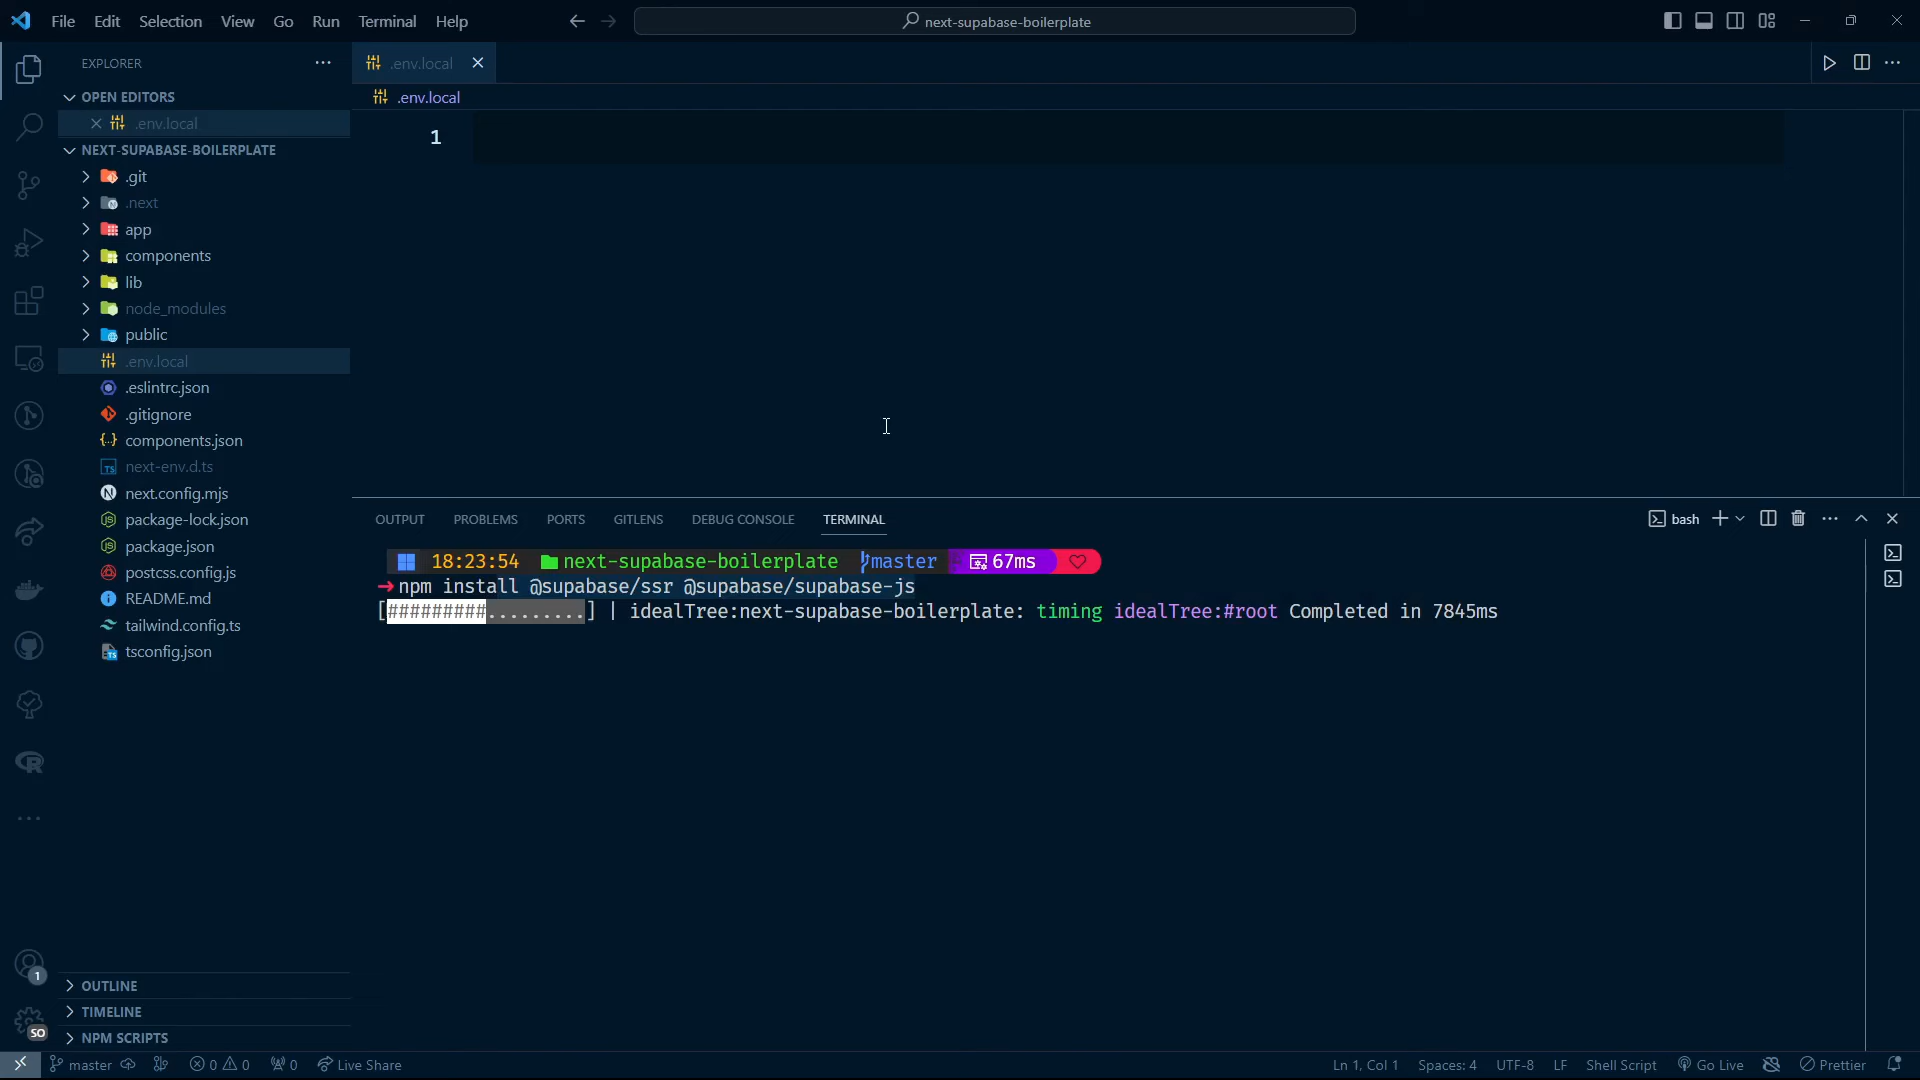 File Edit Selection View Go Run Terminal Help
next-supabase-boilerplate
EXPLORER
OPEN EDITORS
.env.local
NEXT-SUPABASE-BOILERPLATE
.git
.next
app
components
lib
node_modules
public
.env.local
.eslintrc.json
.gitignore
components.json
next-env.d.ts
next.config.mjs
package-lock.json
package.json
postcss.config.js
README.md
tailwind.config.ts
tsconfig.json
OUTLINE
TIMELINE
NPM SCRIPTS
.env.local
.env.local
1
OUTPUT PROBLEMS PORTS GITLENS DEBUG CONSOLE TERMINAL
bash
18:23:54 next-supabase-boilerplate master 67ms
npm install @supabase/ssr @supabase/supabase-js
[#########.........] | idealTree:next-supabase-boilerplate: timing idealTree:#root Completed in 7845ms
1
SO
master 0 0 0 Live Share
Ln 1, Col 1 Spaces: 4 UTF-8 LF Shell Script Go Live Prettier